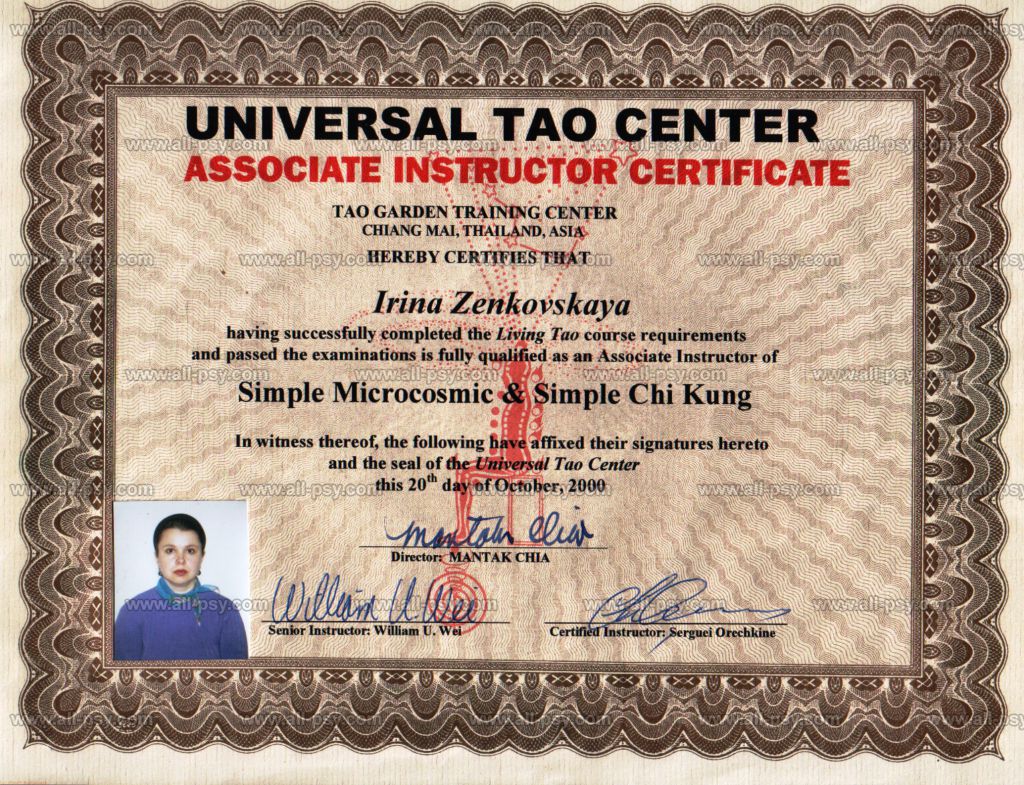 UNIVERSAL TAO CENTER
ASSOCIATE INSTRUCTOR CERTIFICATE
TAO GARDEN TRAINING CENTER
CHIANG MAI, THAILAND, ASIA
HEREBY CERTIFIES THAT
Irina Zenkovskaya
having successfully completed the Living Tao course requirements
and passed the examinations is fully qualified as an Associate Instructor of
Simple Microcosmic & Simple Chi Kung
In witness thereof, the following have affixed their signatures hereto
and the seal of the Universal Tao Center
this 20th day of October, 2000
Mantak Chia
Director: MANTAK CHIA
William U. Wei
Senior Instructor: William U. Wei
Certified Instructor: Serguei Orechkine
www.all-psy.com